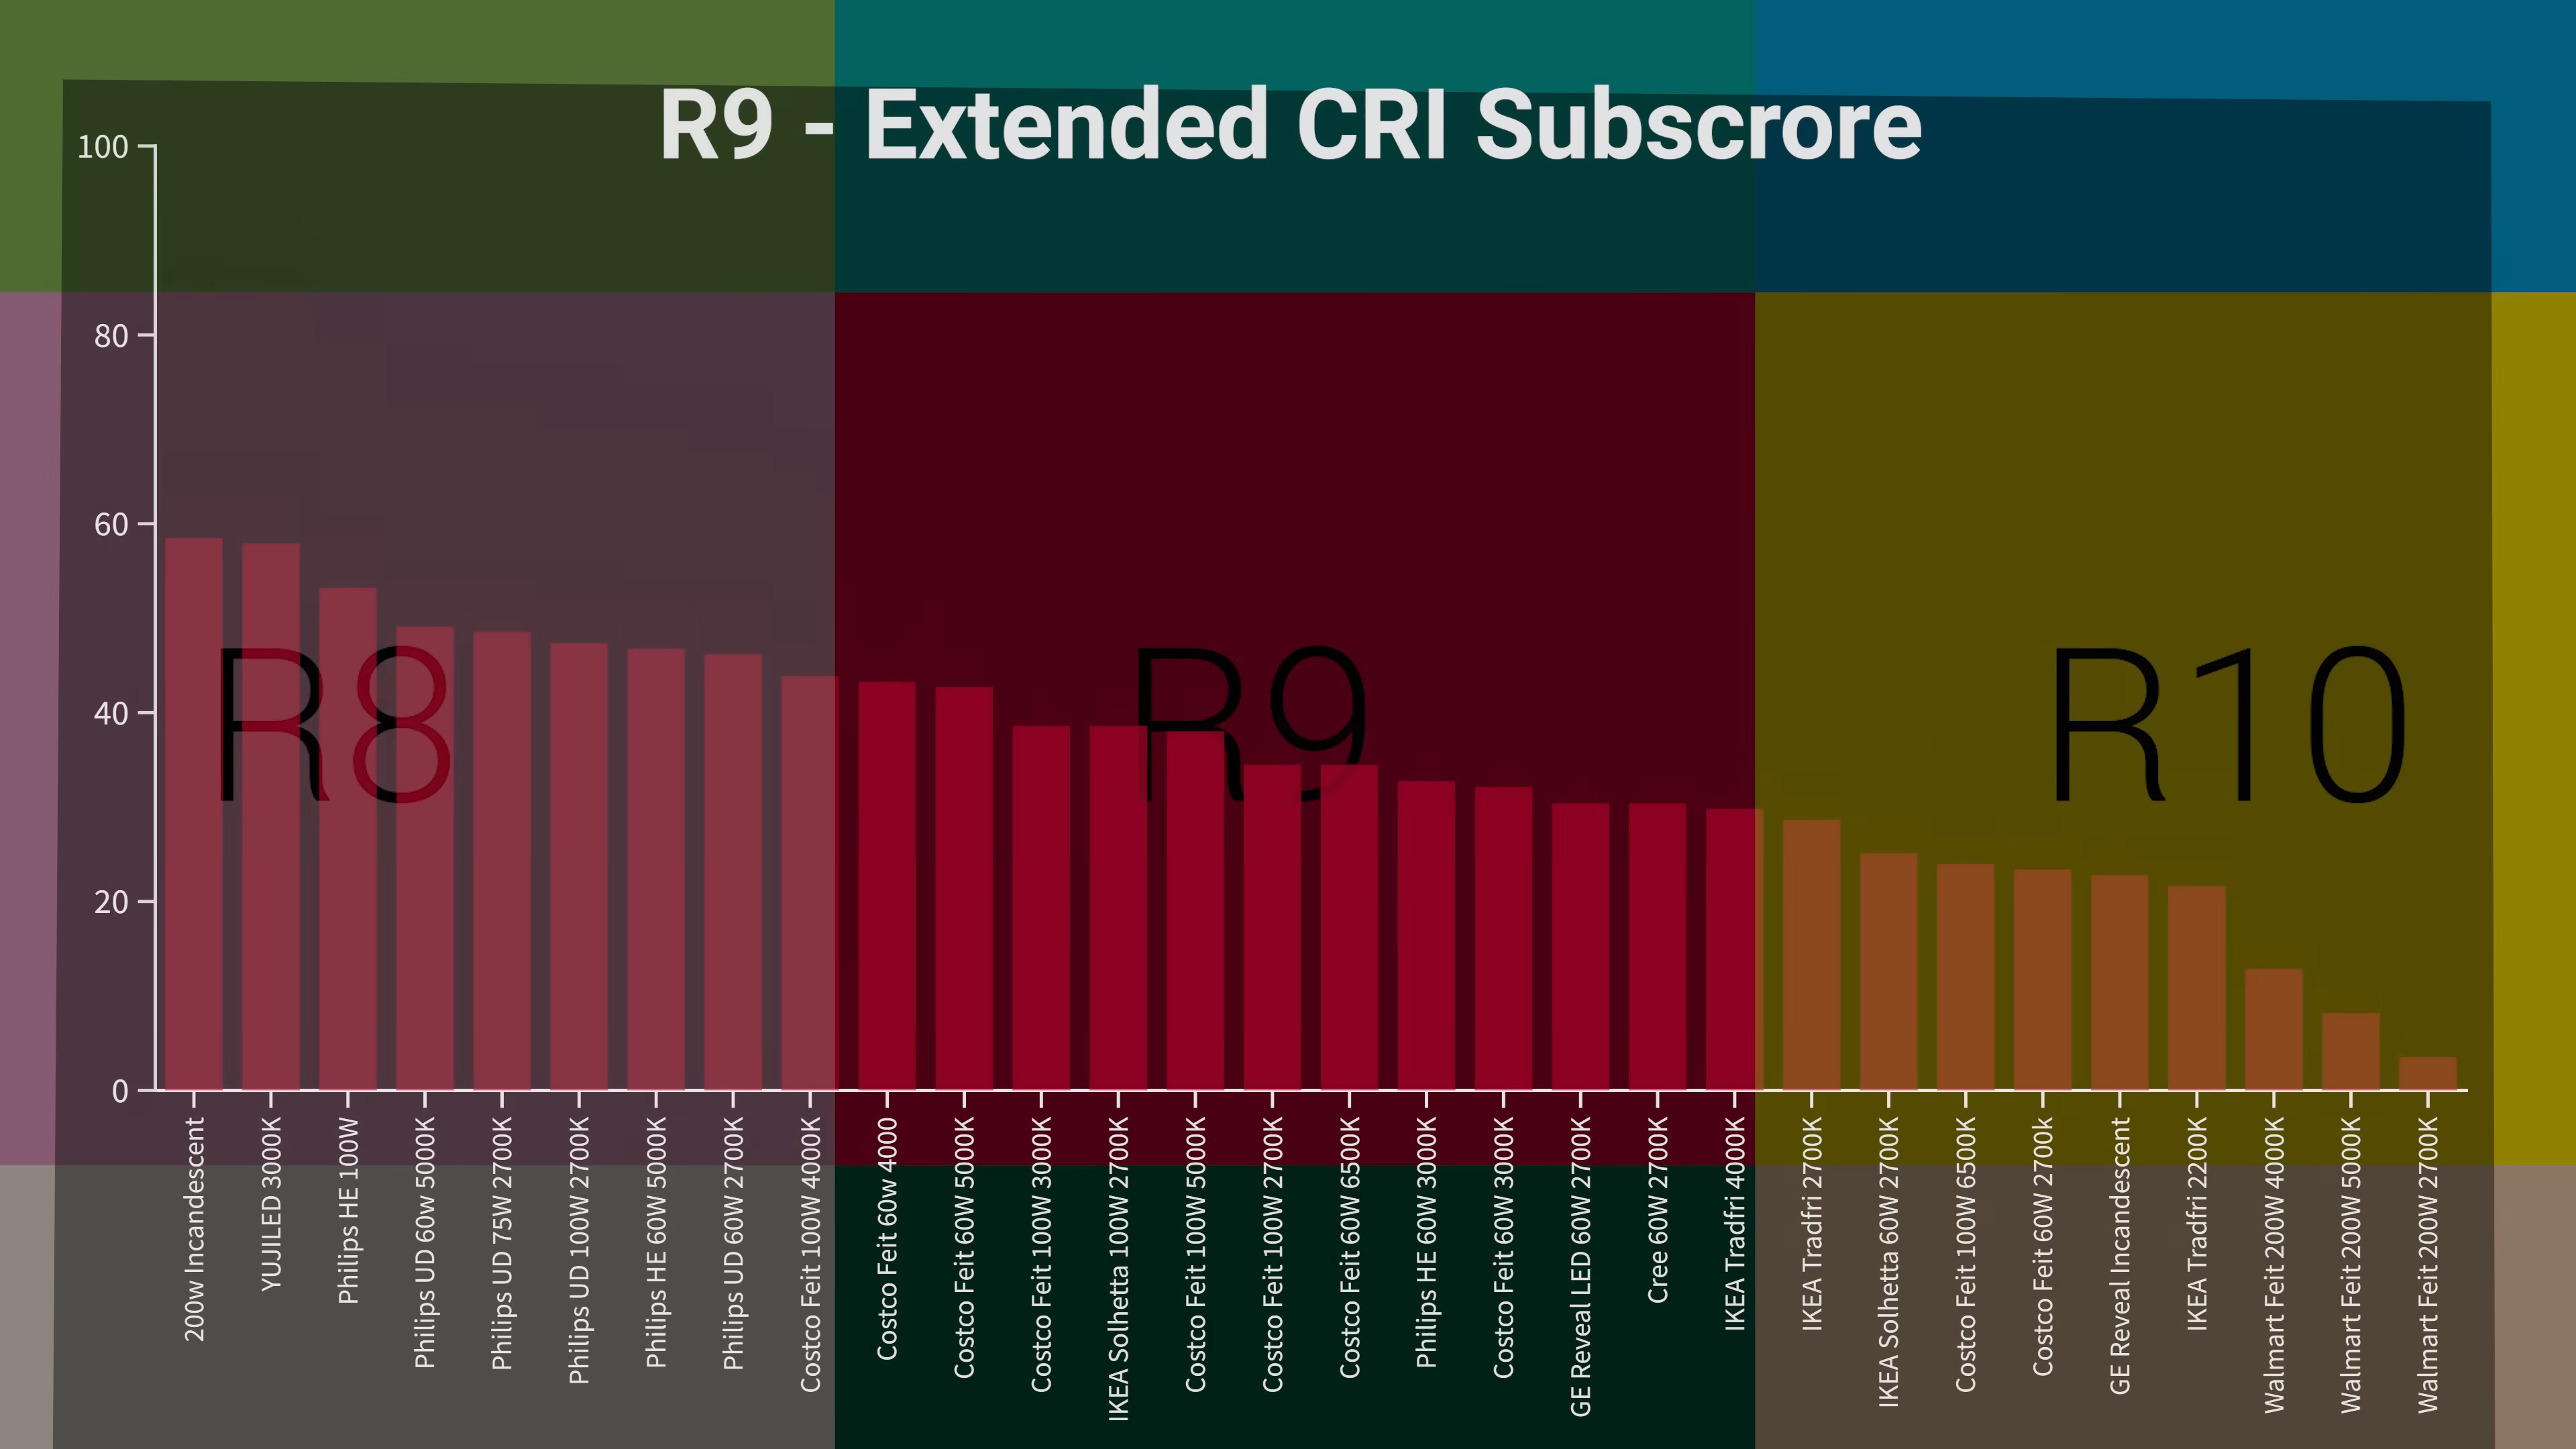 R9 - Extended CRI Subscrore
100
80
60
40
20
0
R8
R9
R10
200w Incandescent
YUJILED 3000K
Philips HE 100W
Philips UD 60w 5000K
Philips UD 75W 2700K
Philips UD 100W 2700K
Philips HE 60W 5000K
Philips UD 60W 2700K
Costco Feit 100W 4000K
Costco Feit 60w 4000
Costco Feit 60W 5000K
Costco Feit 100W 3000K
IKEA Solhetta 100W 2700K
Costco Feit 100W 5000K
Costco Feit 100W 2700K
Costco Feit 60W 6500K
Philips HE 60W 3000K
Costco Feit 60W 3000K
GE Reveal LED 60W 2700K
Cree 60W 2700K
IKEA Tradfri 4000K
IKEA Tradfri 2700K
IKEA Solhetta 60W 2700K
Costco Feit 100W 6500K
Costco Feit 60W 2700k
GE Reveal Incandescent
IKEA Tradfri 2200K
Walmart Feit 200W 4000K
Walmart Feit 200W 5000K
Walmart Feit 200W 2700K